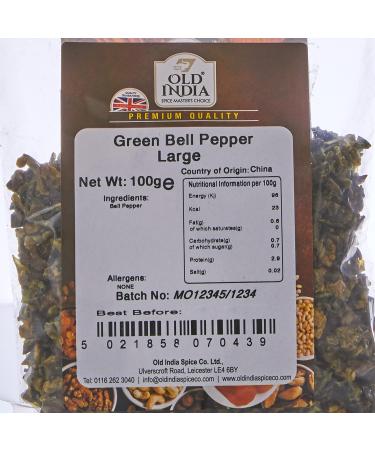 OLD®
INDIA
SPICE MASTER'S CHOICE
PREMIUM QUALITY
Green Bell Pepper
Large
Country of Origin: China
Net Wt: 100g℮
Ingredients:
Bell Pepper
Nutritional Information per 100g
Energy (Kj) 96
Kcal 23
Fat(g) 0.6
of which saturates(g) 0
Carbohydrate(g) 0.7
of which sugar(g) 0.7
Protein(g) 2.9
Salt(g) 0.02
Allergens:
NONE
Batch No: MO12345/1234
Best Before:
5 021858 070439
Old India Spice Co. Ltd.,
Ulverscroft Road, Leicester LE4 6BY
Tel: 0116 262 3040 | info@oldindiaspiceco.com | www.oldindiaspiceco.com